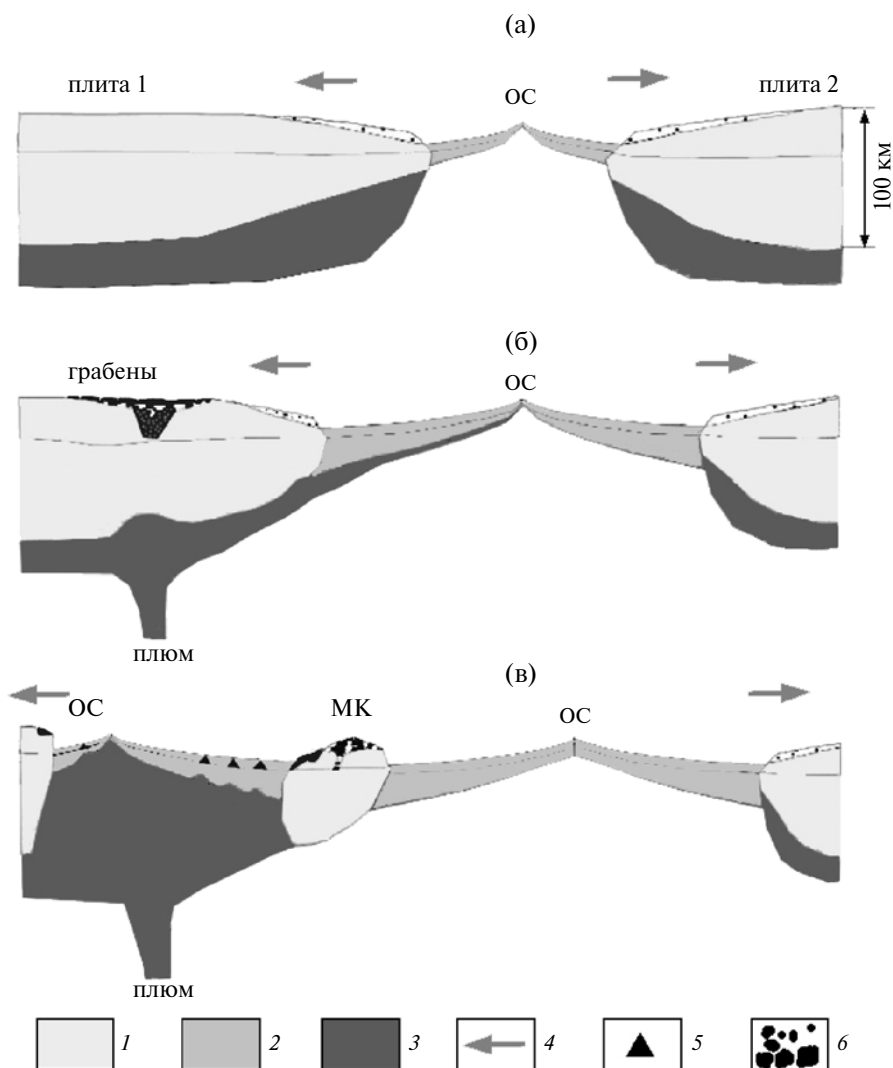 (а)
плита 1
плита 2
ОС
100 км
(б)
грабены
ОС
плюм
(в)
ОС
МК
ОС
плюм
1 2 3 4 5 6